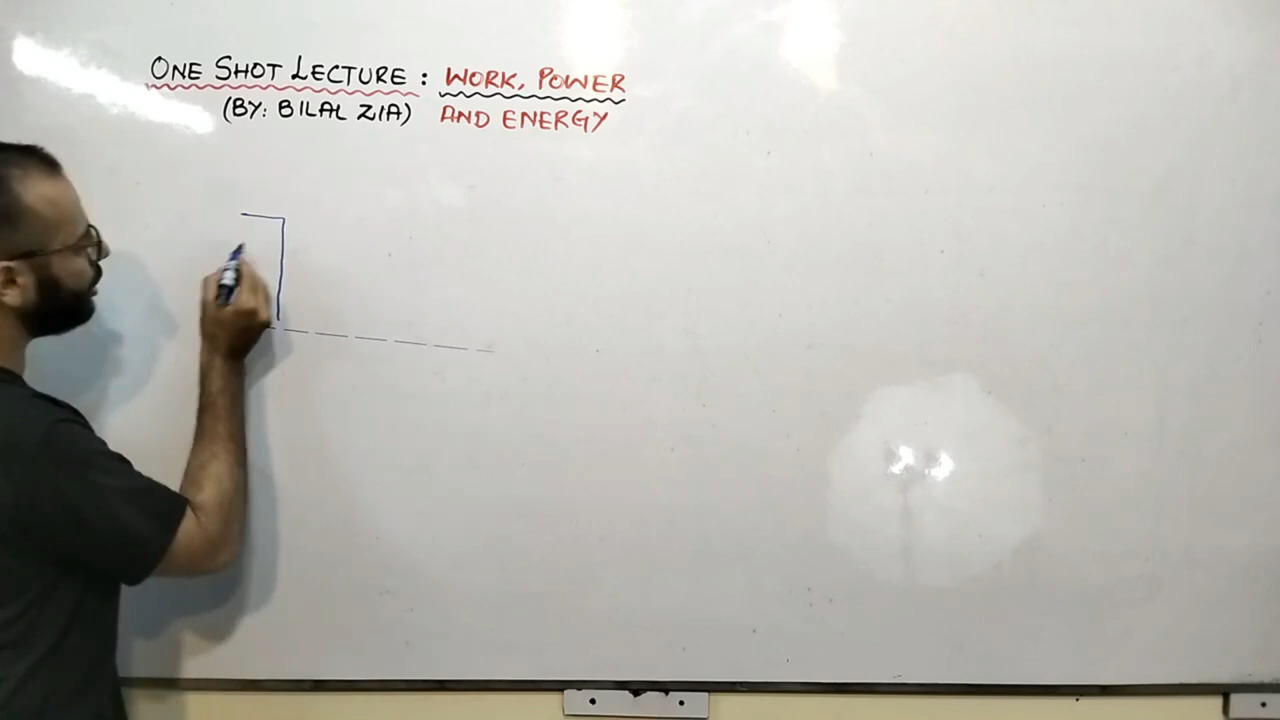 ONE SHOT LECTURE : WORK, POWER
(BY: BILAL ZIA) AND ENERGY